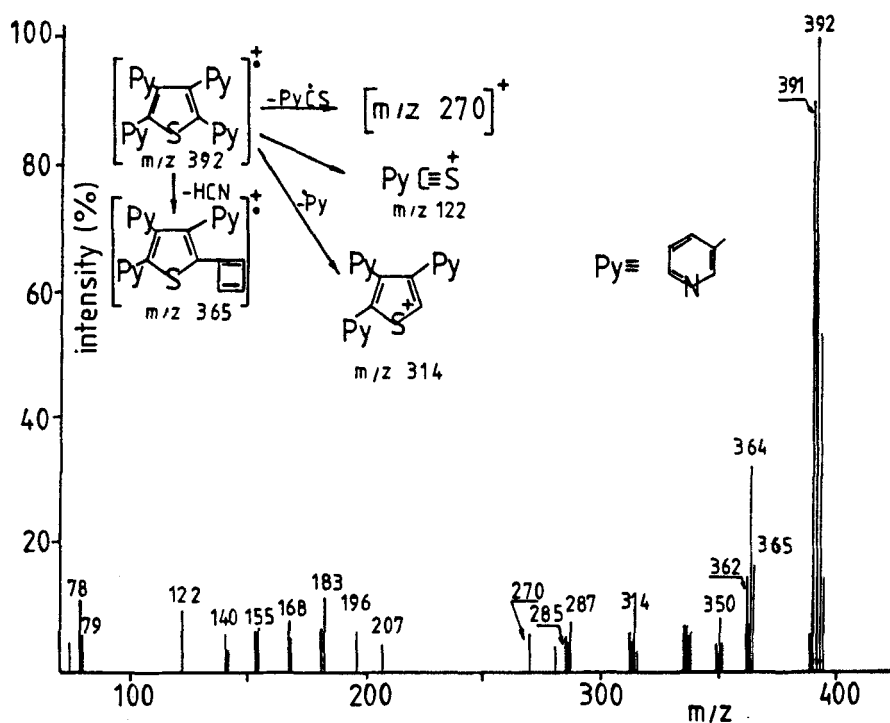 100
80
60
40
20
intensity (%)
Py Py
Py S Py
m/z 392
-PyĊS
[m/z 270]⁺
Py C≡S⁺
m/z 122
-HCN
-Ṗy
Py Py
Py S
m/z 365
Py Py
Py S⁺
m/z 314
Py≡
N
392
391
364
365
362
350
314
287
285
270
207
196
183
168
155
140
122
79
78
100 200 300 400
m/z